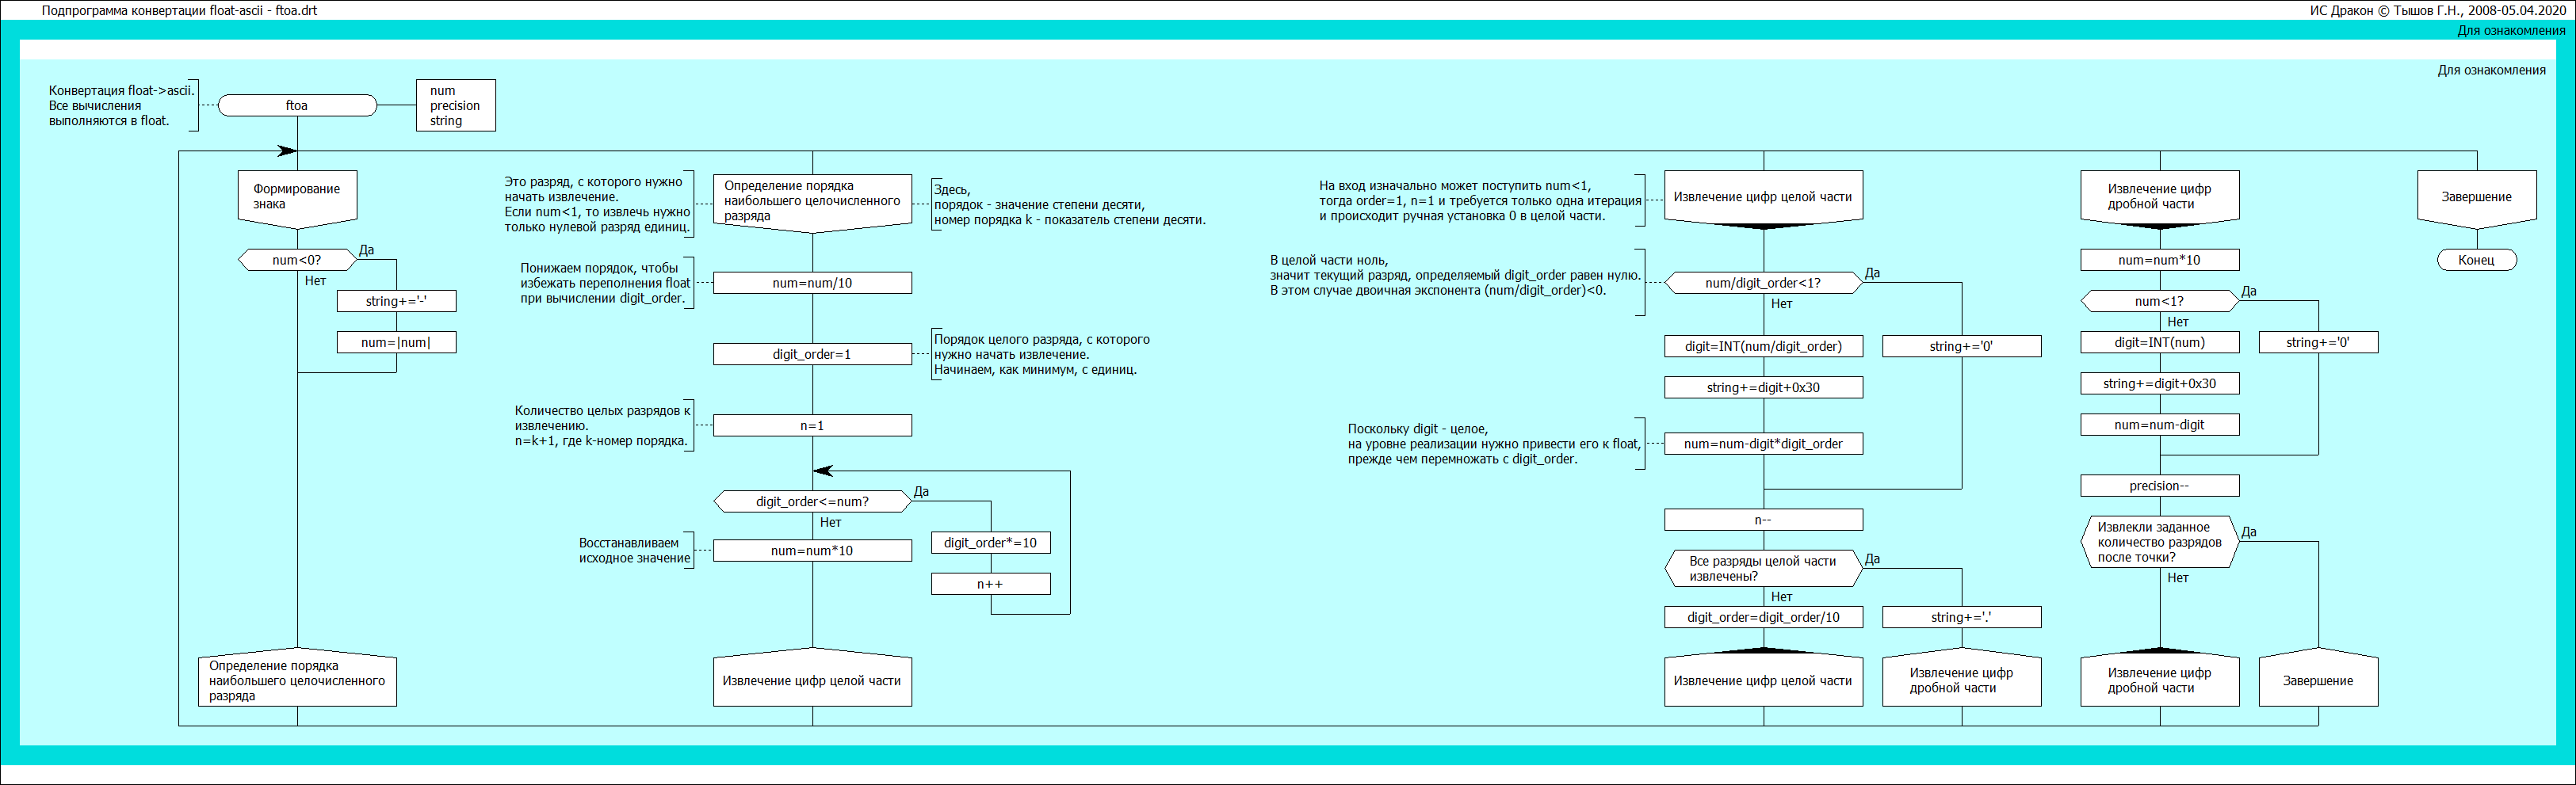 Подпрограмма конвертации float-ascii - ftoa.drt
ИС Дракон © Тышов Г.Н., 2008-05.04.2020
Для ознакомления
Для ознакомления
Конвертация float->ascii.
Все вычисления
выполняются в float.
ftoa
num
precision
string
Формирование
знака
num<0?
Да
Нет
string+='-'
num=|num|
Определение порядка
наибольшего целочисленного
разряда
Это разряд, с которого нужно
начать извлечение.
Если num<1, то извлечь нужно
только нулевой разряд единиц.
Определение порядка
наибольшего целочисленного
разряда
Здесь,
порядок - значение степени десяти,
номер порядка k - показатель степени десяти.
Понижаем порядок, чтобы
избежать переполнения float
при вычислении digit_order.
num=num/10
digit_order=1
Порядок целого разряда, с которого
нужно начать извлечение.
Начинаем, как минимум, с единиц.
Количество целых разрядов к
извлечению.
n=k+1, где k-номер порядка.
n=1
digit_order<=num?
Да
Нет
digit_order*=10
n++
Восстанавливаем
исходное значение
num=num*10
Извлечение цифр целой части
На вход изначально может поступить num<1,
тогда order=1, n=1 и требуется только одна итерация
и происходит ручная установка 0 в целой части.
Извлечение цифр целой части
В целой части ноль,
значит текущий разряд, определяемый digit_order равен нулю.
В этом случае двоичная экспонента (num/digit_order)<0.
num/digit_order<1?
Да
Нет
digit=INT(num/digit_order)
string+='0'
string+=digit+0x30
Поскольку digit - целое,
на уровне реализации нужно привести его к float,
прежде чем перемножать с digit_order.
num=num-digit*digit_order
n--
Все разряды целой части
извлечены?
Да
Нет
digit_order=digit_order/10
string+='.'
Извлечение цифр целой части
Извлечение цифр
дробной части
Извлечение цифр
дробной части
num=num*10
num<1?
Да
Нет
digit=INT(num)
string+='0'
string+=digit+0x30
num=num-digit
precision--
Извлекли заданное
количество разрядов
после точки?
Да
Нет
Извлечение цифр
дробной части
Завершение
Завершение
Конец